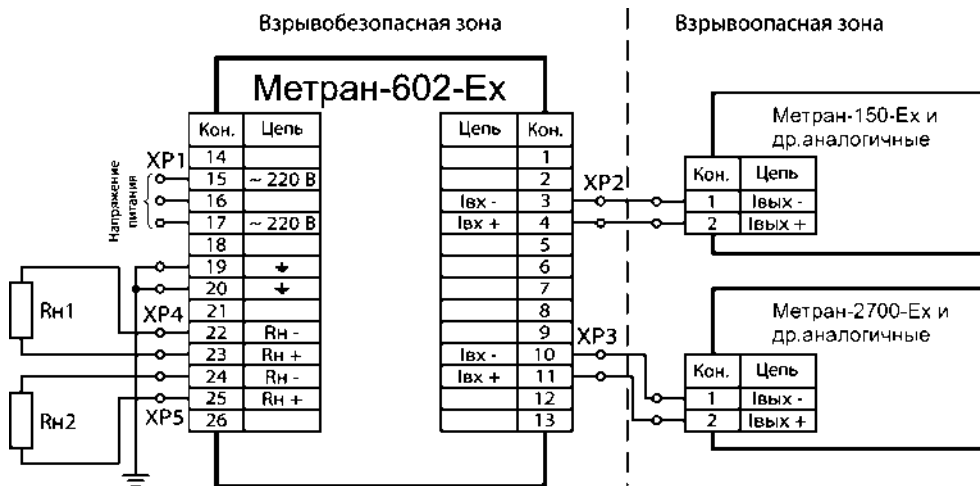 Взрывобезопасная зона
Взрывоопасная зона
Метран-602-Ex
Кон. Цепь
14
15 ~ 220 В
16
17 ~ 220 В
18
19
20
21
22 Rн -
23 Rн +
24 Rн -
25 Rн +
26
Цепь Кон.
1
2
Iвх - 3
Iвх + 4
5
6
7
8
9
Iвх - 10
Iвх + 11
12
13
XP1
Напряжение
питания
XP4
XP5
Rн1
Rн2
XP2
XP3
Метран-150-Ex и
др.аналогичные
Кон. Цепь
1 Iвых -
2 Iвых +
Метран-2700-Ex и
др.аналогичные
Кон. Цепь
1 Iвых -
2 Iвых +